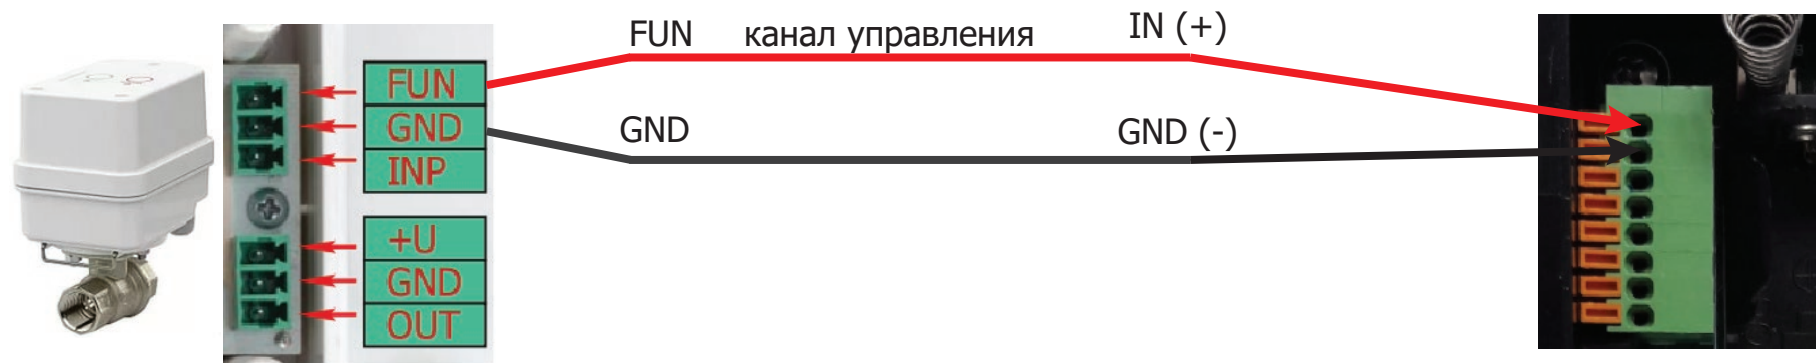 FUN канал управления IN (+)
GND GND (-)
FUN
GND
INP
+U
GND
OUT